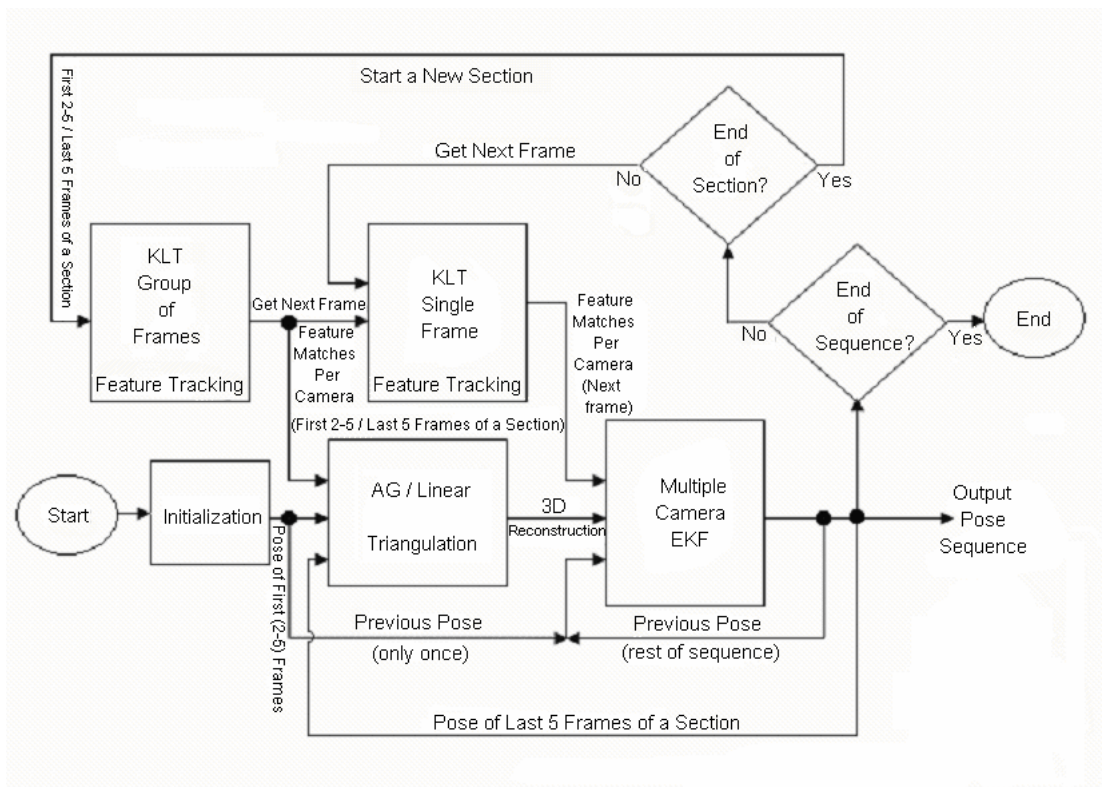 Start a New Section
First 2-5 / Last 5 Frames of a Section
End
of
Section?
Get Next Frame
No
Yes
KLT
Group
of
Frames
Feature Tracking
Get Next Frame
Feature
Matches
Per
Camera
(First 2-5 / Last 5 Frames of a Section)
KLT
Single
Frame
Feature Tracking
Feature
Matches
Per
Camera
(Next
frame)
End
of
Sequence?
No
Yes
End
Start
Initialization
Pose of First (2-5) Frames
AG / Linear
Triangulation
3D
Reconstruction
Multiple
Camera
EKF
Output
Pose
Sequence
Previous Pose
(only once)
Previous Pose
(rest of sequence)
Pose of Last 5 Frames of a Section